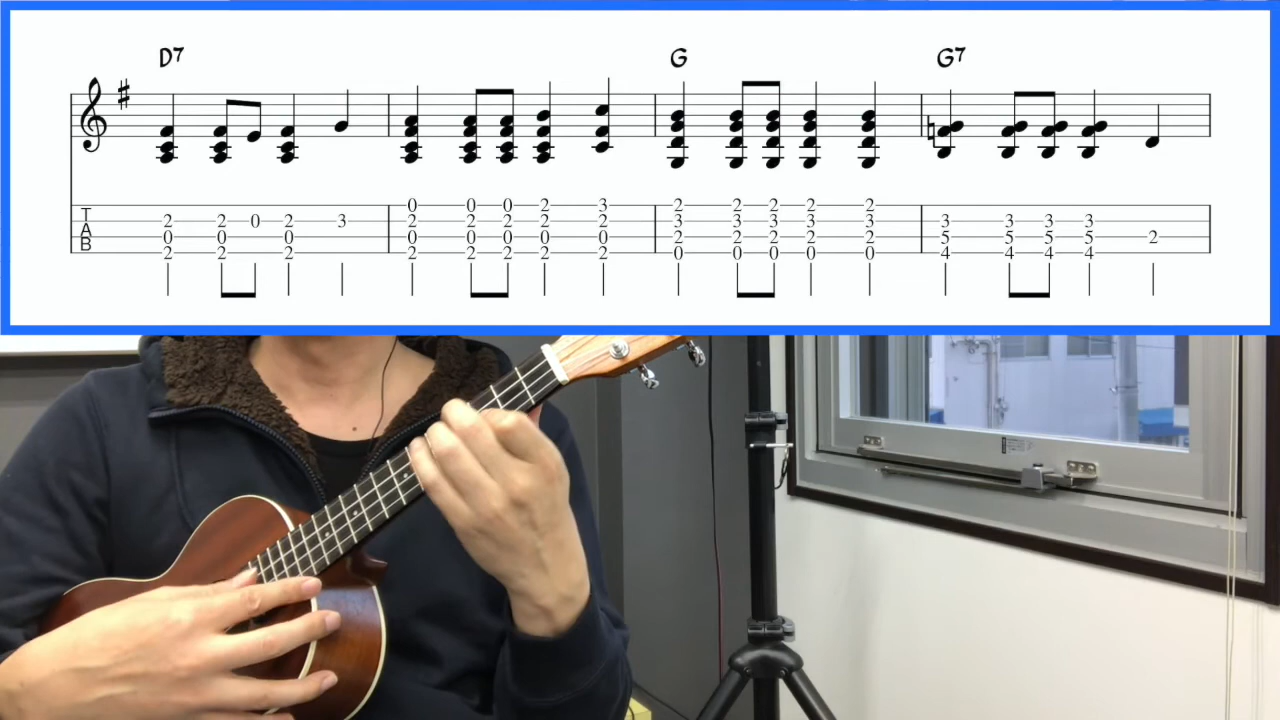 D7 G G7
0 0 0 2 3 2 2 2 2 2
2 2 0 2 3 2 2 2 2 2 3 3 3 3 3 3 3 3 3
T
A
B
0 0 0 0 0 0 0 0 2 2 2 2 2 5 5 5 5 2
2 2 2 2 2 2 2 2 0 0 0 0 0 4 4 4 4